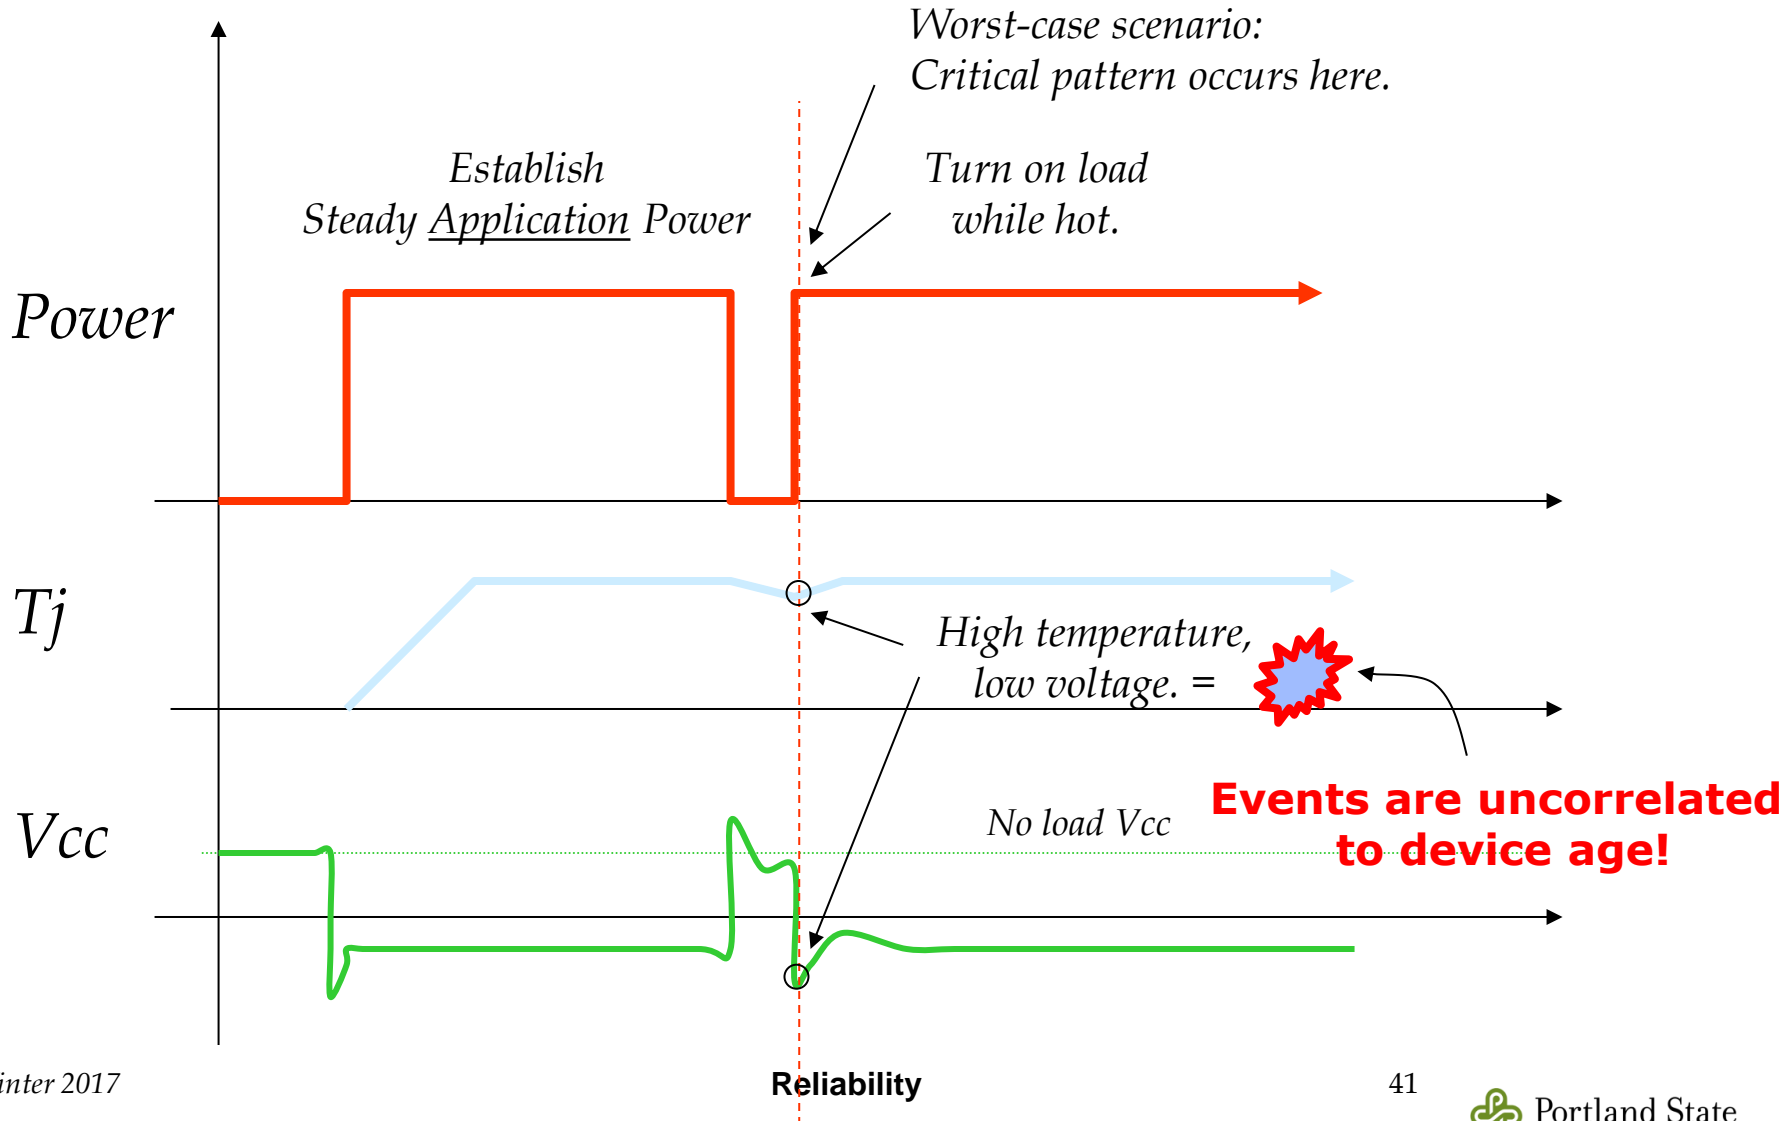 Worst-case scenario:
Critical pattern occurs here.
Establish
Steady Application Power
Turn on load
while hot.
Power
Tj
High temperature,
low voltage. =
Vcc
No load Vcc
Events are uncorrelated
to device age!
2017
Reliability
41
Portland State